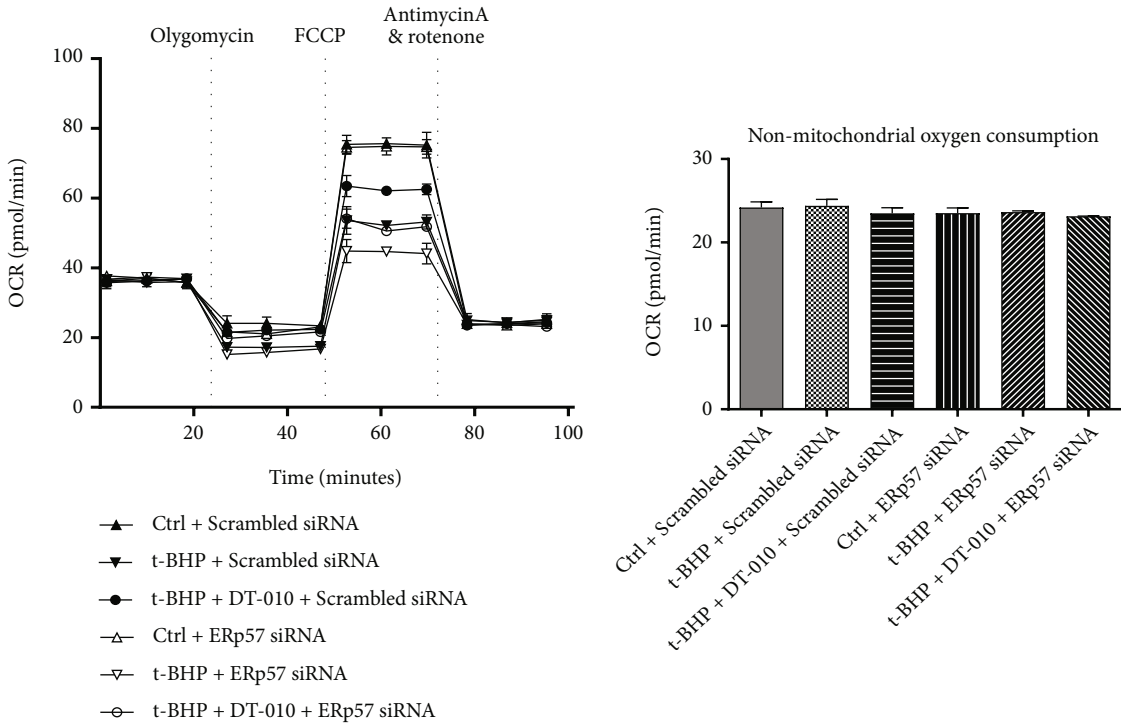 Olygomycin
FCCP
AntimycinA
& rotenone
100
80
60
40
20
0
OCR (pmol/min)
20
40
60
80
100
Time (minutes)
Ctrl + Scrambled siRNA
t-BHP + Scrambled siRNA
t-BHP + DT-010 + Scrambled siRNA
Ctrl + ERp57 siRNA
t-BHP + ERp57 siRNA
t-BHP + DT-010 + ERp57 siRNA
Non-mitochondrial oxygen consumption
30
20
10
0
OCR (pmol/min)
Ctrl + Scrambled siRNA
t-BHP + Scrambled siRNA
t-BHP + DT-010 + Scrambled siRNA
Ctrl + ERp57 siRNA
t-BHP + ERp57 siRNA
t-BHP + DT-010 + ERp57 siRNA